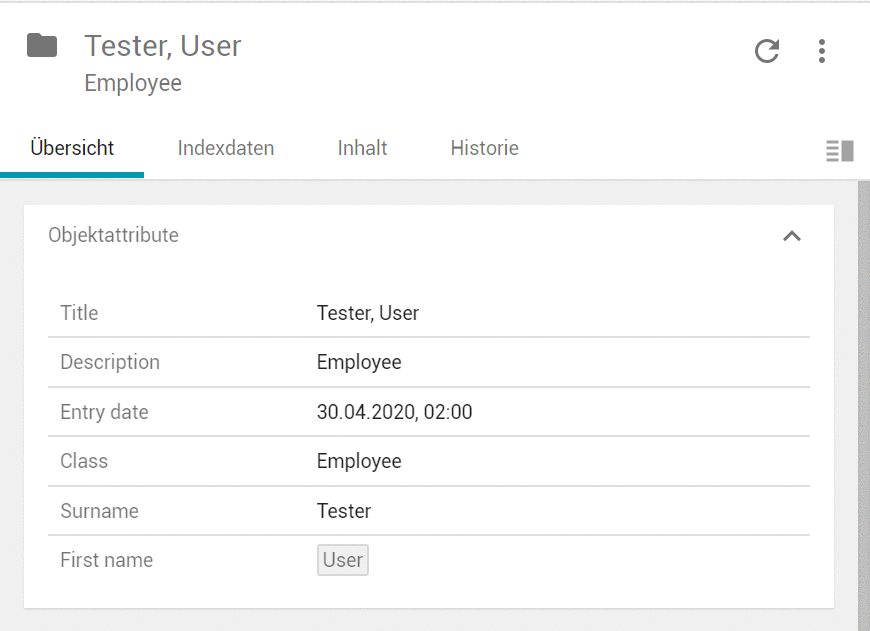 Tester, User
Employee
Übersicht Indexdaten Inhalt Historie
Objektattribute
Title Tester, User
Description Employee
Entry date 30.04.2020, 02:00
Class Employee
Surname Tester
First name User